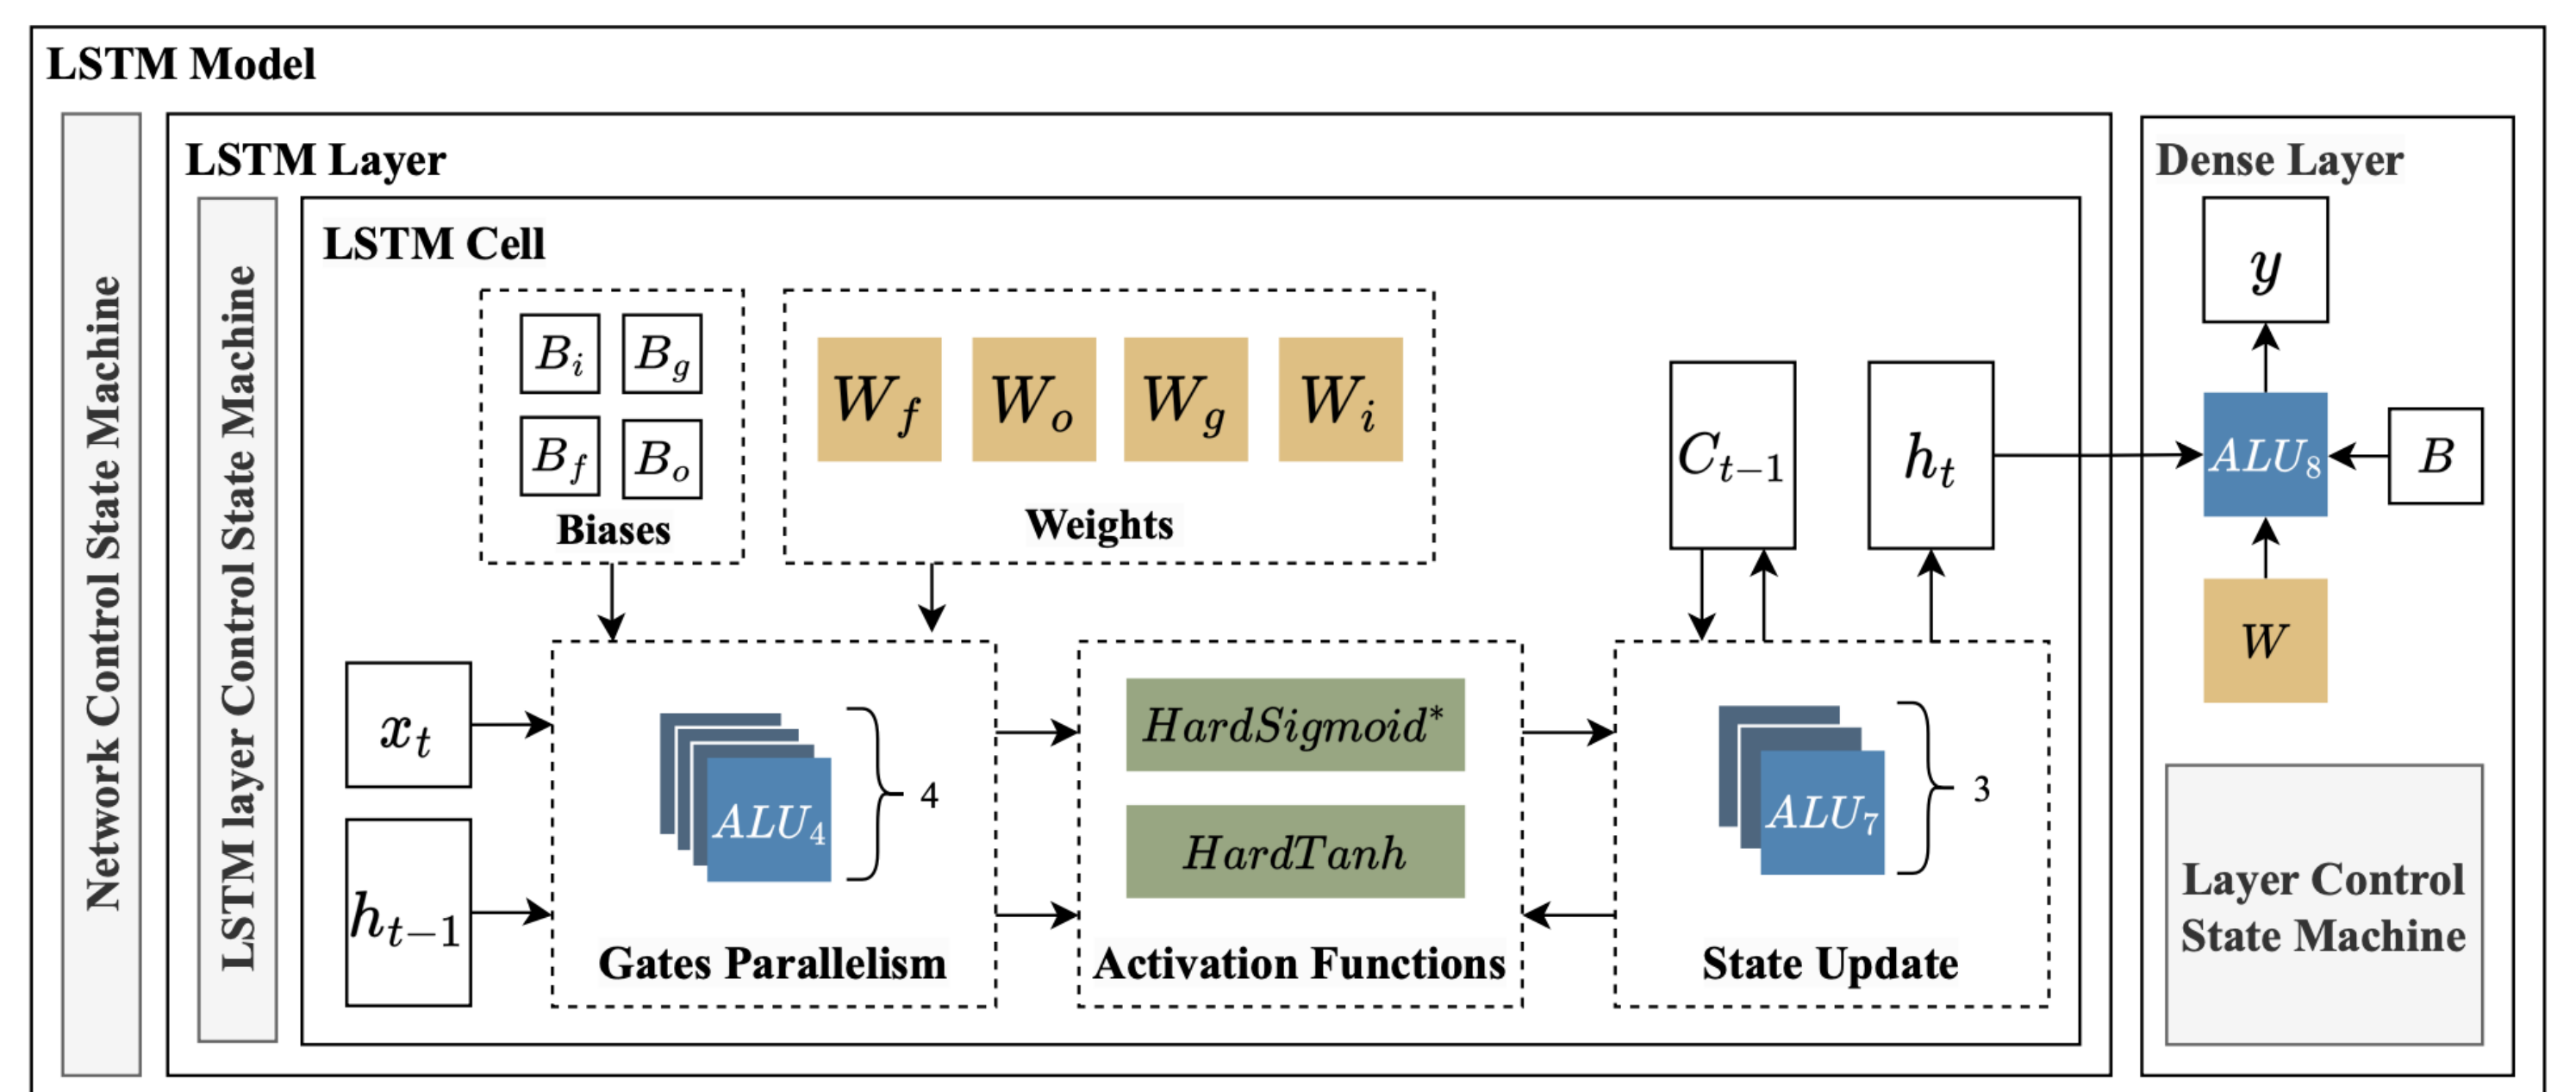 LSTM Model
Network Control State Machine
LSTM Layer
LSTM layer Control State Machine
LSTM Cell
B_i B_g
B_f B_o
Biases
W_f W_o W_g W_i
Weights
C_{t-1}
h_t
x_t
h_{t-1}
ALU_4
4
Gates Parallelism
HardSigmoid*
HardTanh
Activation Functions
ALU_7
3
State Update
Dense Layer
y
ALU_8
B
W
Layer Control
State Machine